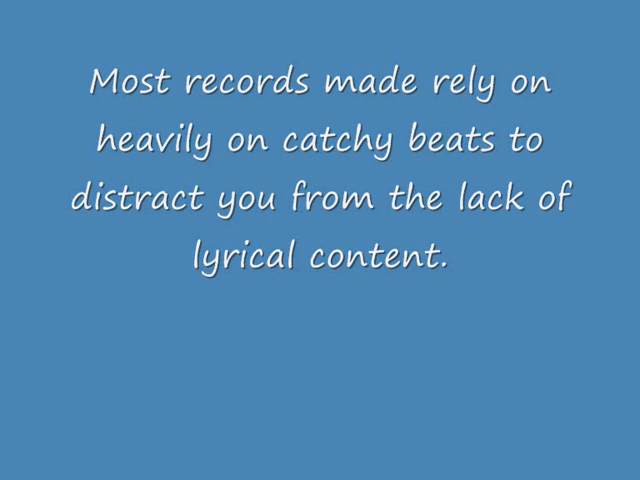 Most records made rely on
heavily on catchy beats to
distract you from the lack of
lyrical content.